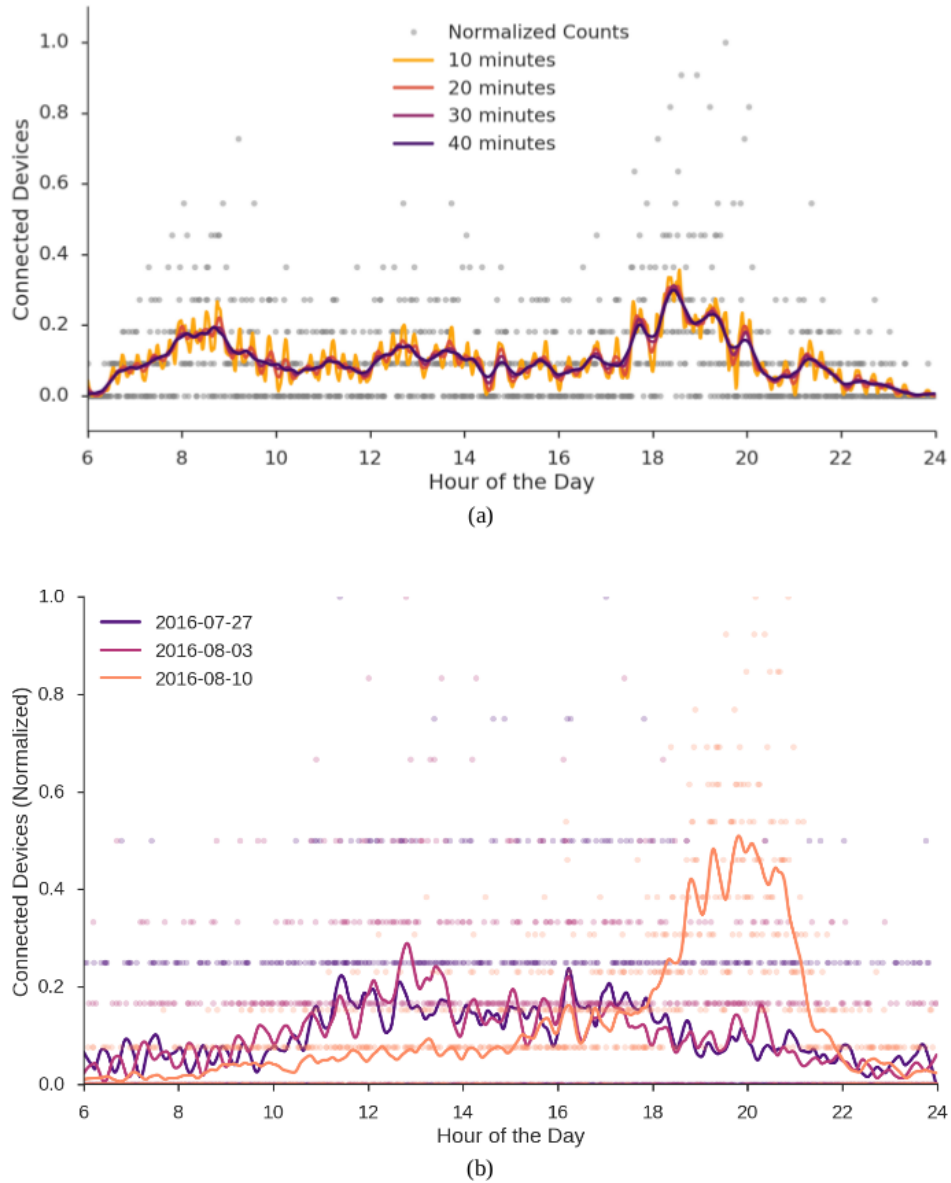 1.0
0.8
0.6
0.4
0.2
0.0
Connected Devices
Normalized Counts
10 minutes
20 minutes
30 minutes
40 minutes
6 8 10 12 14 16 18 20 22 24
Hour of the Day
(a)
1.0
0.8
0.6
0.4
0.2
0.0
Connected Devices (Normalized)
2016-07-27
2016-08-03
2016-08-10
6 8 10 12 14 16 18 20 22 24
Hour of the Day
(b)